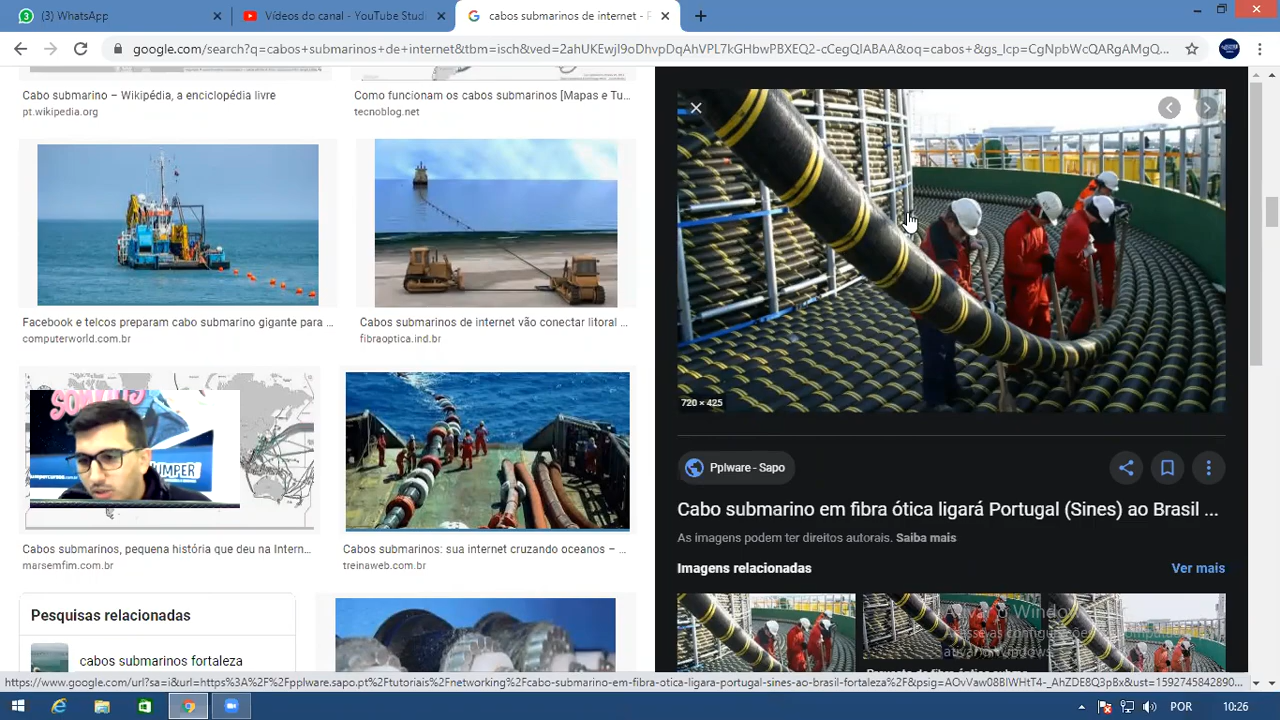 (3) WhatsApp
Vídeos do canal - YouTube Studi
cabos submarinos de internet - P
google.com/search?q=cabos+submarinos+de+internet&tbm=isch&ved=2ahUKEwjI9oDhvpDqAhVPL7kGHbwPBXEQ2-cCegQIABAA&oq=cabos+&gs_lcp=CgNpbWcQARgAMgQ...
Cabo submarino – Wikipédia, a enciclopédia livre
pt.wikipedia.org
Como funcionam os cabos submarinos [Mapas e Tu...
tecnoblog.net
Facebook e telcos preparam cabo submarino gigante para ...
computerworld.com.br
Cabos submarinos de internet vão conectar litoral ...
fibraoptica.ind.br
Cabos submarinos, pequena história que deu na Intern...
marsemfim.com.br
Cabos submarinos: sua internet cruzando oceanos – ...
treinaweb.com.br
Pesquisas relacionadas
cabos submarinos fortaleza
720 × 425
Pplware - Sapo
Cabo submarino em fibra ótica ligará Portugal (Sines) ao Brasil ...
As imagens podem ter direitos autorais. Saiba mais
Imagens relacionadas
Ver mais
https://www.google.com/url?sa=i&url=http%3A%2F%2Fpplware.sapo.pt%2Ftutoriais%2Fnetworking%2Fcabo-submarino-em-fibra-otica-ligara-portugal-sines-ao-brasil-fortaleza%2F&psig=AOvVaw08BIWHtT4-_AhZDE8Q3pBx&ust=1592745842890...
POR
10:26